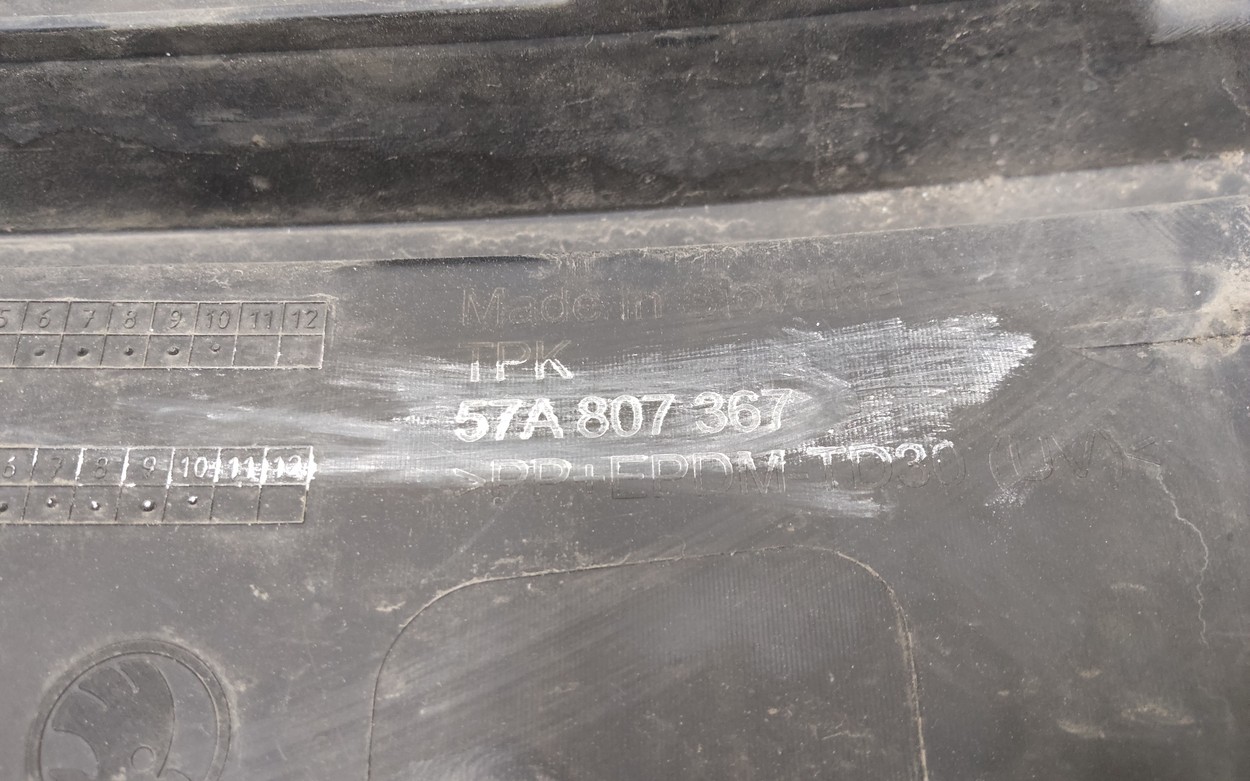 5 6 7 8 9 10 11 12
Made in Slovakia
TPK
57A 807 367
6 7 8 9 10 11 12
>PP+EPDM-TD30 (UV)<